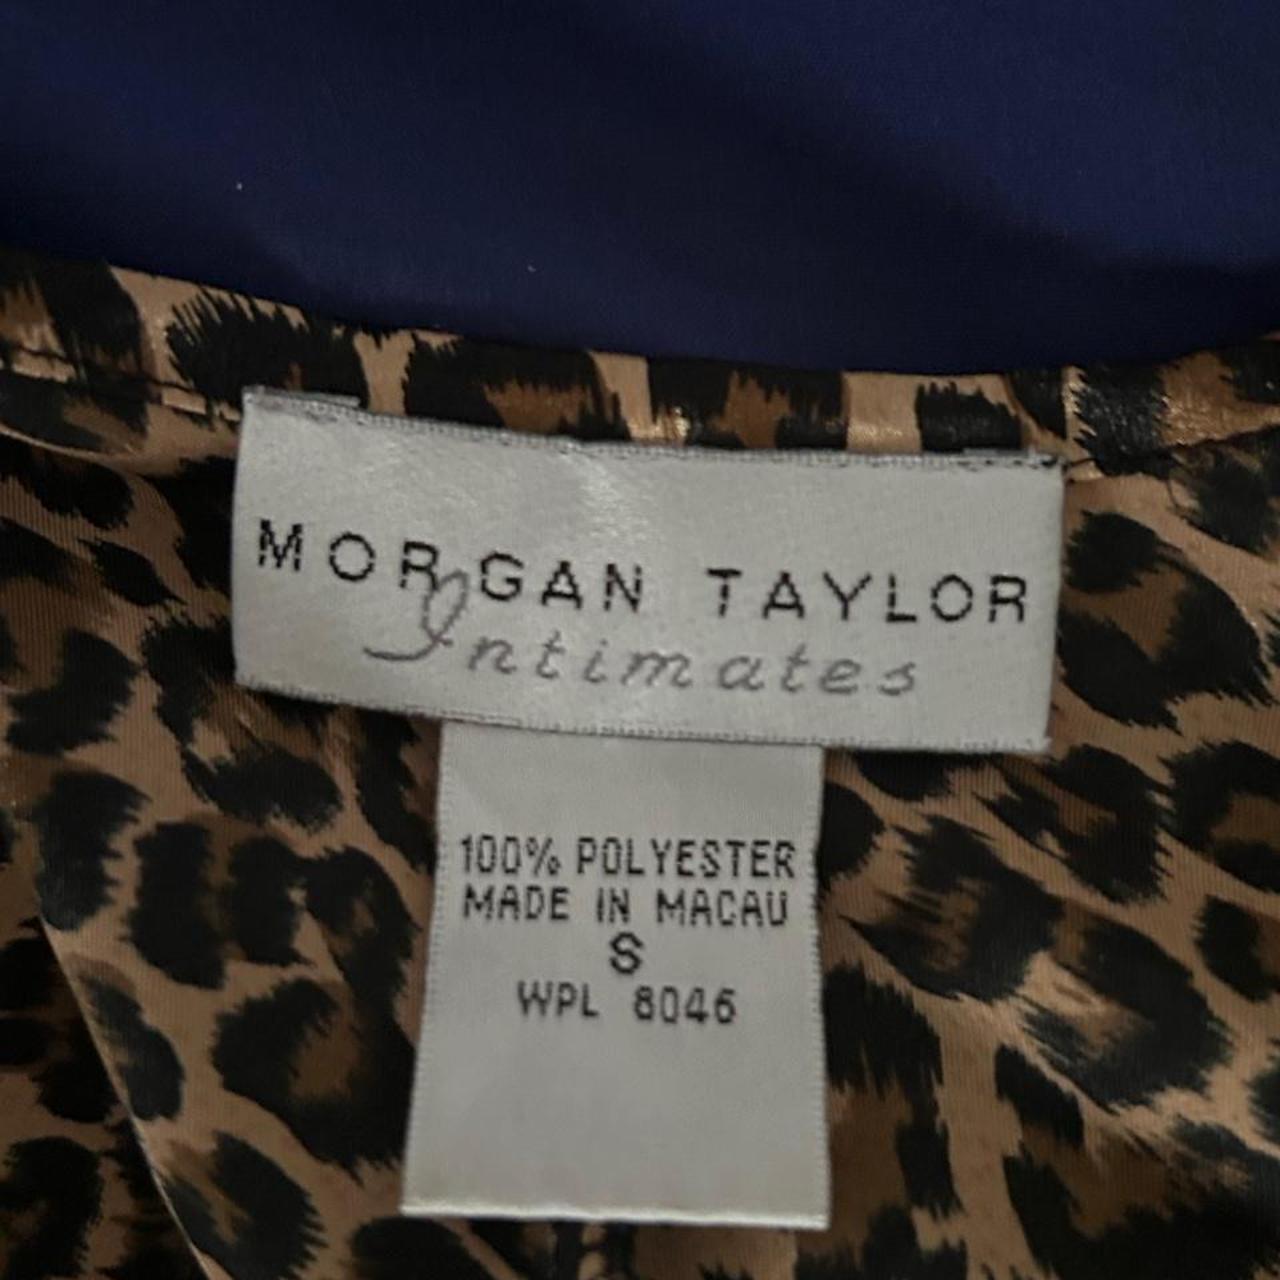 MORGAN TAYLOR
Intimates
100% POLYESTER
MADE IN MACAU
S
WPL 8046